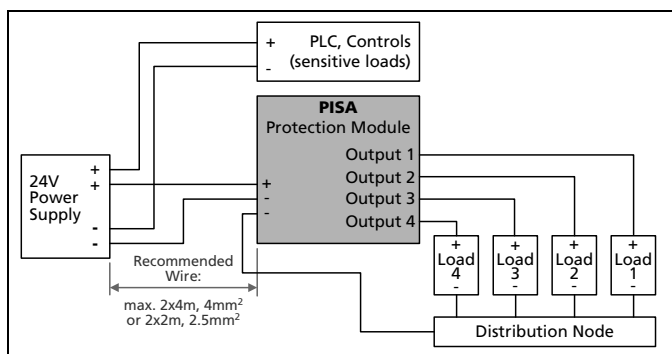 +
-
PLC, Controls
(sensitive loads)
PISA
Protection Module
Output 1
Output 2
Output 3
Output 4
+
-
-
24V
Power
Supply
+
+
-
-
Recommended
Wire:
max. 2x4m, 4mm²
or 2x2m, 2.5mm²
+
Load
4
-
+
Load
3
-
+
Load
2
-
+
Load
1
-
Distribution Node